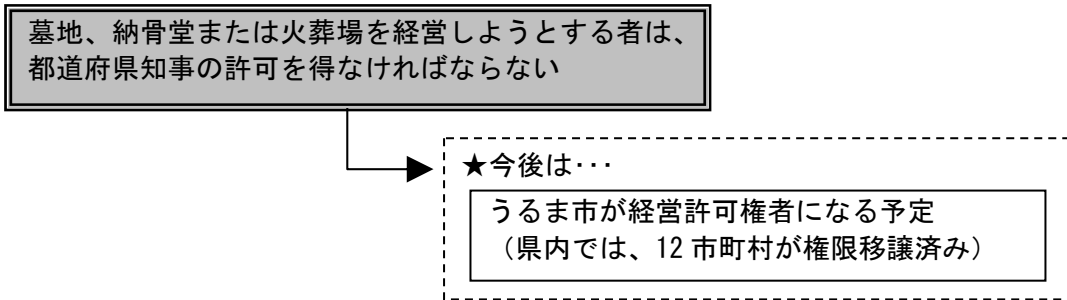 墓地、納骨堂または火葬場を経営しようとする者は、
都道府県知事の許可を得なければならない
★今後は･･･
うるま市が経営許可権者になる予定
（県内では、12 市町村が権限移譲済み）